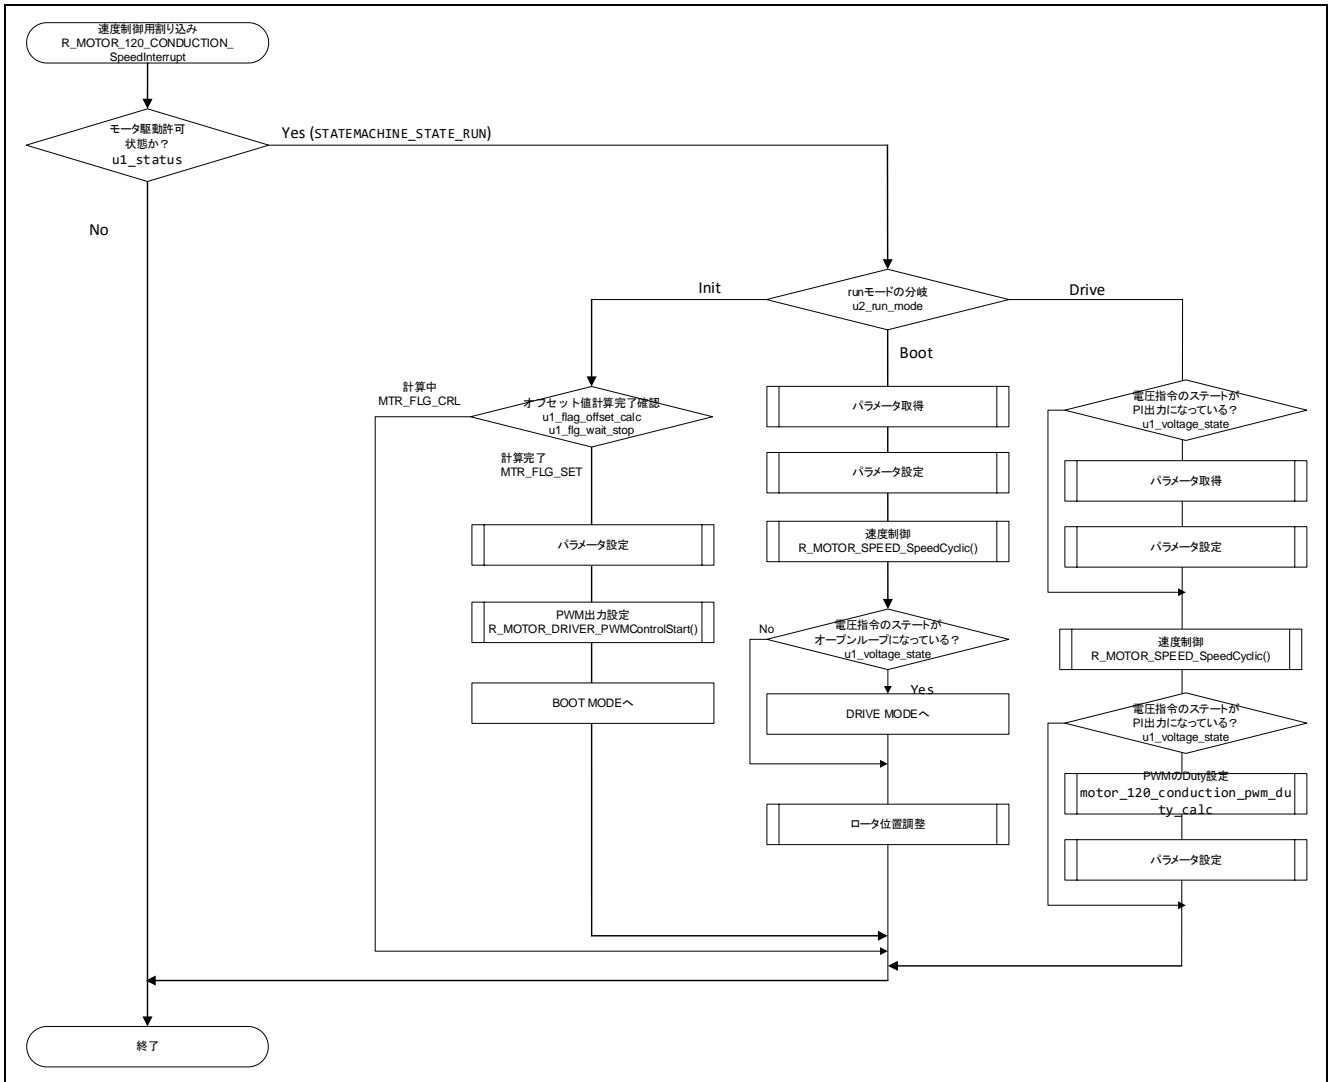 速度制御用割り込み
R_MOTOR_120_CONDUCTION_
SpeedInterrupt
モータ駆動許可
状態か?
u1_status
Yes (STATEMACHINE_STATE_RUN)
No
runモードの分岐
u2_run_mode
Init
Boot
Drive
計算中
MTR_FLG_CRL
オフセット値計算完了確認
u1_flag_offset_calc
u1_flg_wait_stop
計算完了
MTR_FLG_SET
パラメータ設定
PWM出力設定
R_MOTOR_DRIVER_PWMControlStart()
BOOT MODEへ
パラメータ取得
パラメータ設定
速度制御
R_MOTOR_SPEED_SpeedCyclic()
No
電圧指令のステートが
オープンループになっている?
u1_voltage_state
Yes
DRIVE MODEへ
ロータ位置調整
電圧指令のステートが
PI出力になっている?
u1_voltage_state
パラメータ取得
パラメータ設定
速度制御
R_MOTOR_SPEED_SpeedCyclic()
電圧指令のステートが
PI出力になっている?
u1_voltage_state
PWMのDuty設定
motor_120_conduction_pwm_du
ty_calc
パラメータ設定
終了